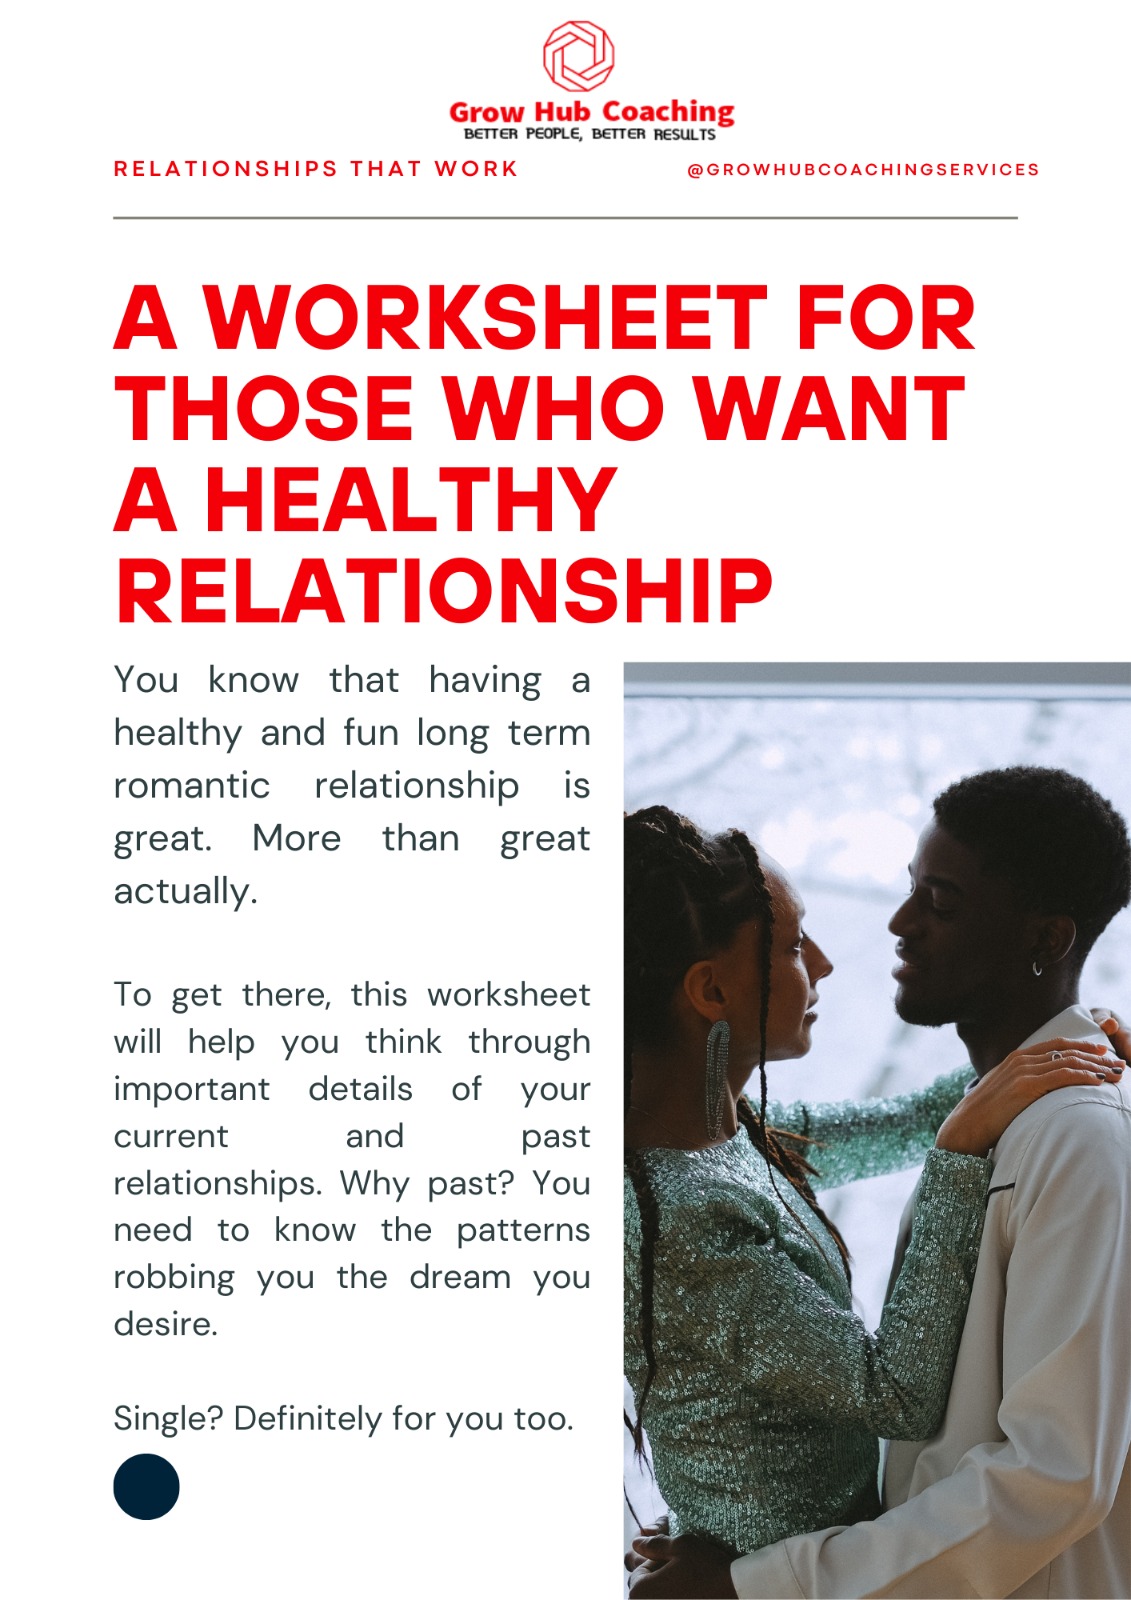 Grow Hub Coaching
BETTER PEOPLE, BETTER RESULTS
RELATIONSHIPS THAT WORK
@GROWHUBCOACHINGSERVICES
A WORKSHEET FOR
THOSE WHO WANT
A HEALTHY
RELATIONSHIP
You know that having a
healthy and fun long term
romantic relationship is
great. More than great
actually.
To get there, this worksheet
will help you think through
important details of your
current and past
relationships. Why past? You
need to know the patterns
robbing you the dream you
desire.
Single? Definitely for you too.